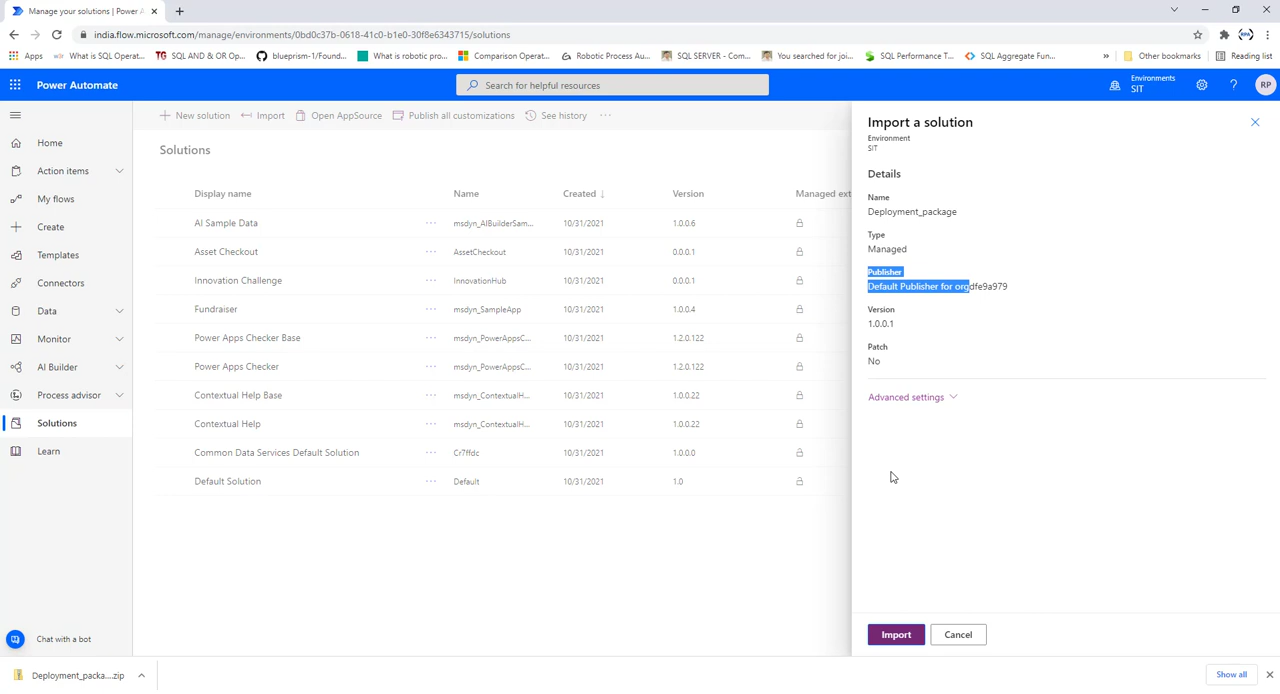 Manage your solutions | Power A
india.flow.microsoft.com/manage/environments/0bd0c37b-0618-41c0-b1e0-30f8e6343715/solutions
Apps
What is SQL Operat...
SQL AND & OR Op...
blueprism-1/Found...
What is robotic pro...
Comparison Operat...
Robotic Process Au...
SQL SERVER - Com...
You searched for joi...
SQL Performance T...
SQL Aggregate Fun...
»
Other bookmarks
Reading list
Power Automate
Search for helpful resources
Environments
SIT
?
RP
New solution
Import
Open AppSource
Publish all customizations
See history
...
Solutions
Home
Action items
My flows
Create
Templates
Connectors
Data
Monitor
AI Builder
Process advisor
Solutions
Learn
Chat with a bot
Display name Name Created ↓ Version Managed ext
AI Sample Data ... msdyn_AIBuilderSam... 10/31/2021 1.0.0.6
Asset Checkout ... AssetCheckout 10/31/2021 0.0.0.1
Innovation Challenge ... InnovationHub 10/31/2021 0.0.0.1
Fundraiser ... msdyn_SampleApp 10/31/2021 1.0.0.4
Power Apps Checker Base ... msdyn_PowerAppsC... 10/31/2021 1.2.0.122
Power Apps Checker ... msdyn_PowerAppsC... 10/31/2021 1.2.0.122
Contextual Help Base ... msdyn_ContextualH... 10/31/2021 1.0.0.22
Contextual Help ... msdyn_ContextualH... 10/31/2021 1.0.0.22
Common Data Services Default Solution ... Cr7ffdc 10/31/2021 1.0.0.0
Default Solution ... Default 10/31/2021 1.0
Import a solution
Environment
SIT
Details
Name
Deployment_package
Type
Managed
Publisher
Default Publisher for orgdfe9a979
Version
1.0.0.1
Patch
No
Advanced settings
Import
Cancel
Deployment_packa....zip
Show all